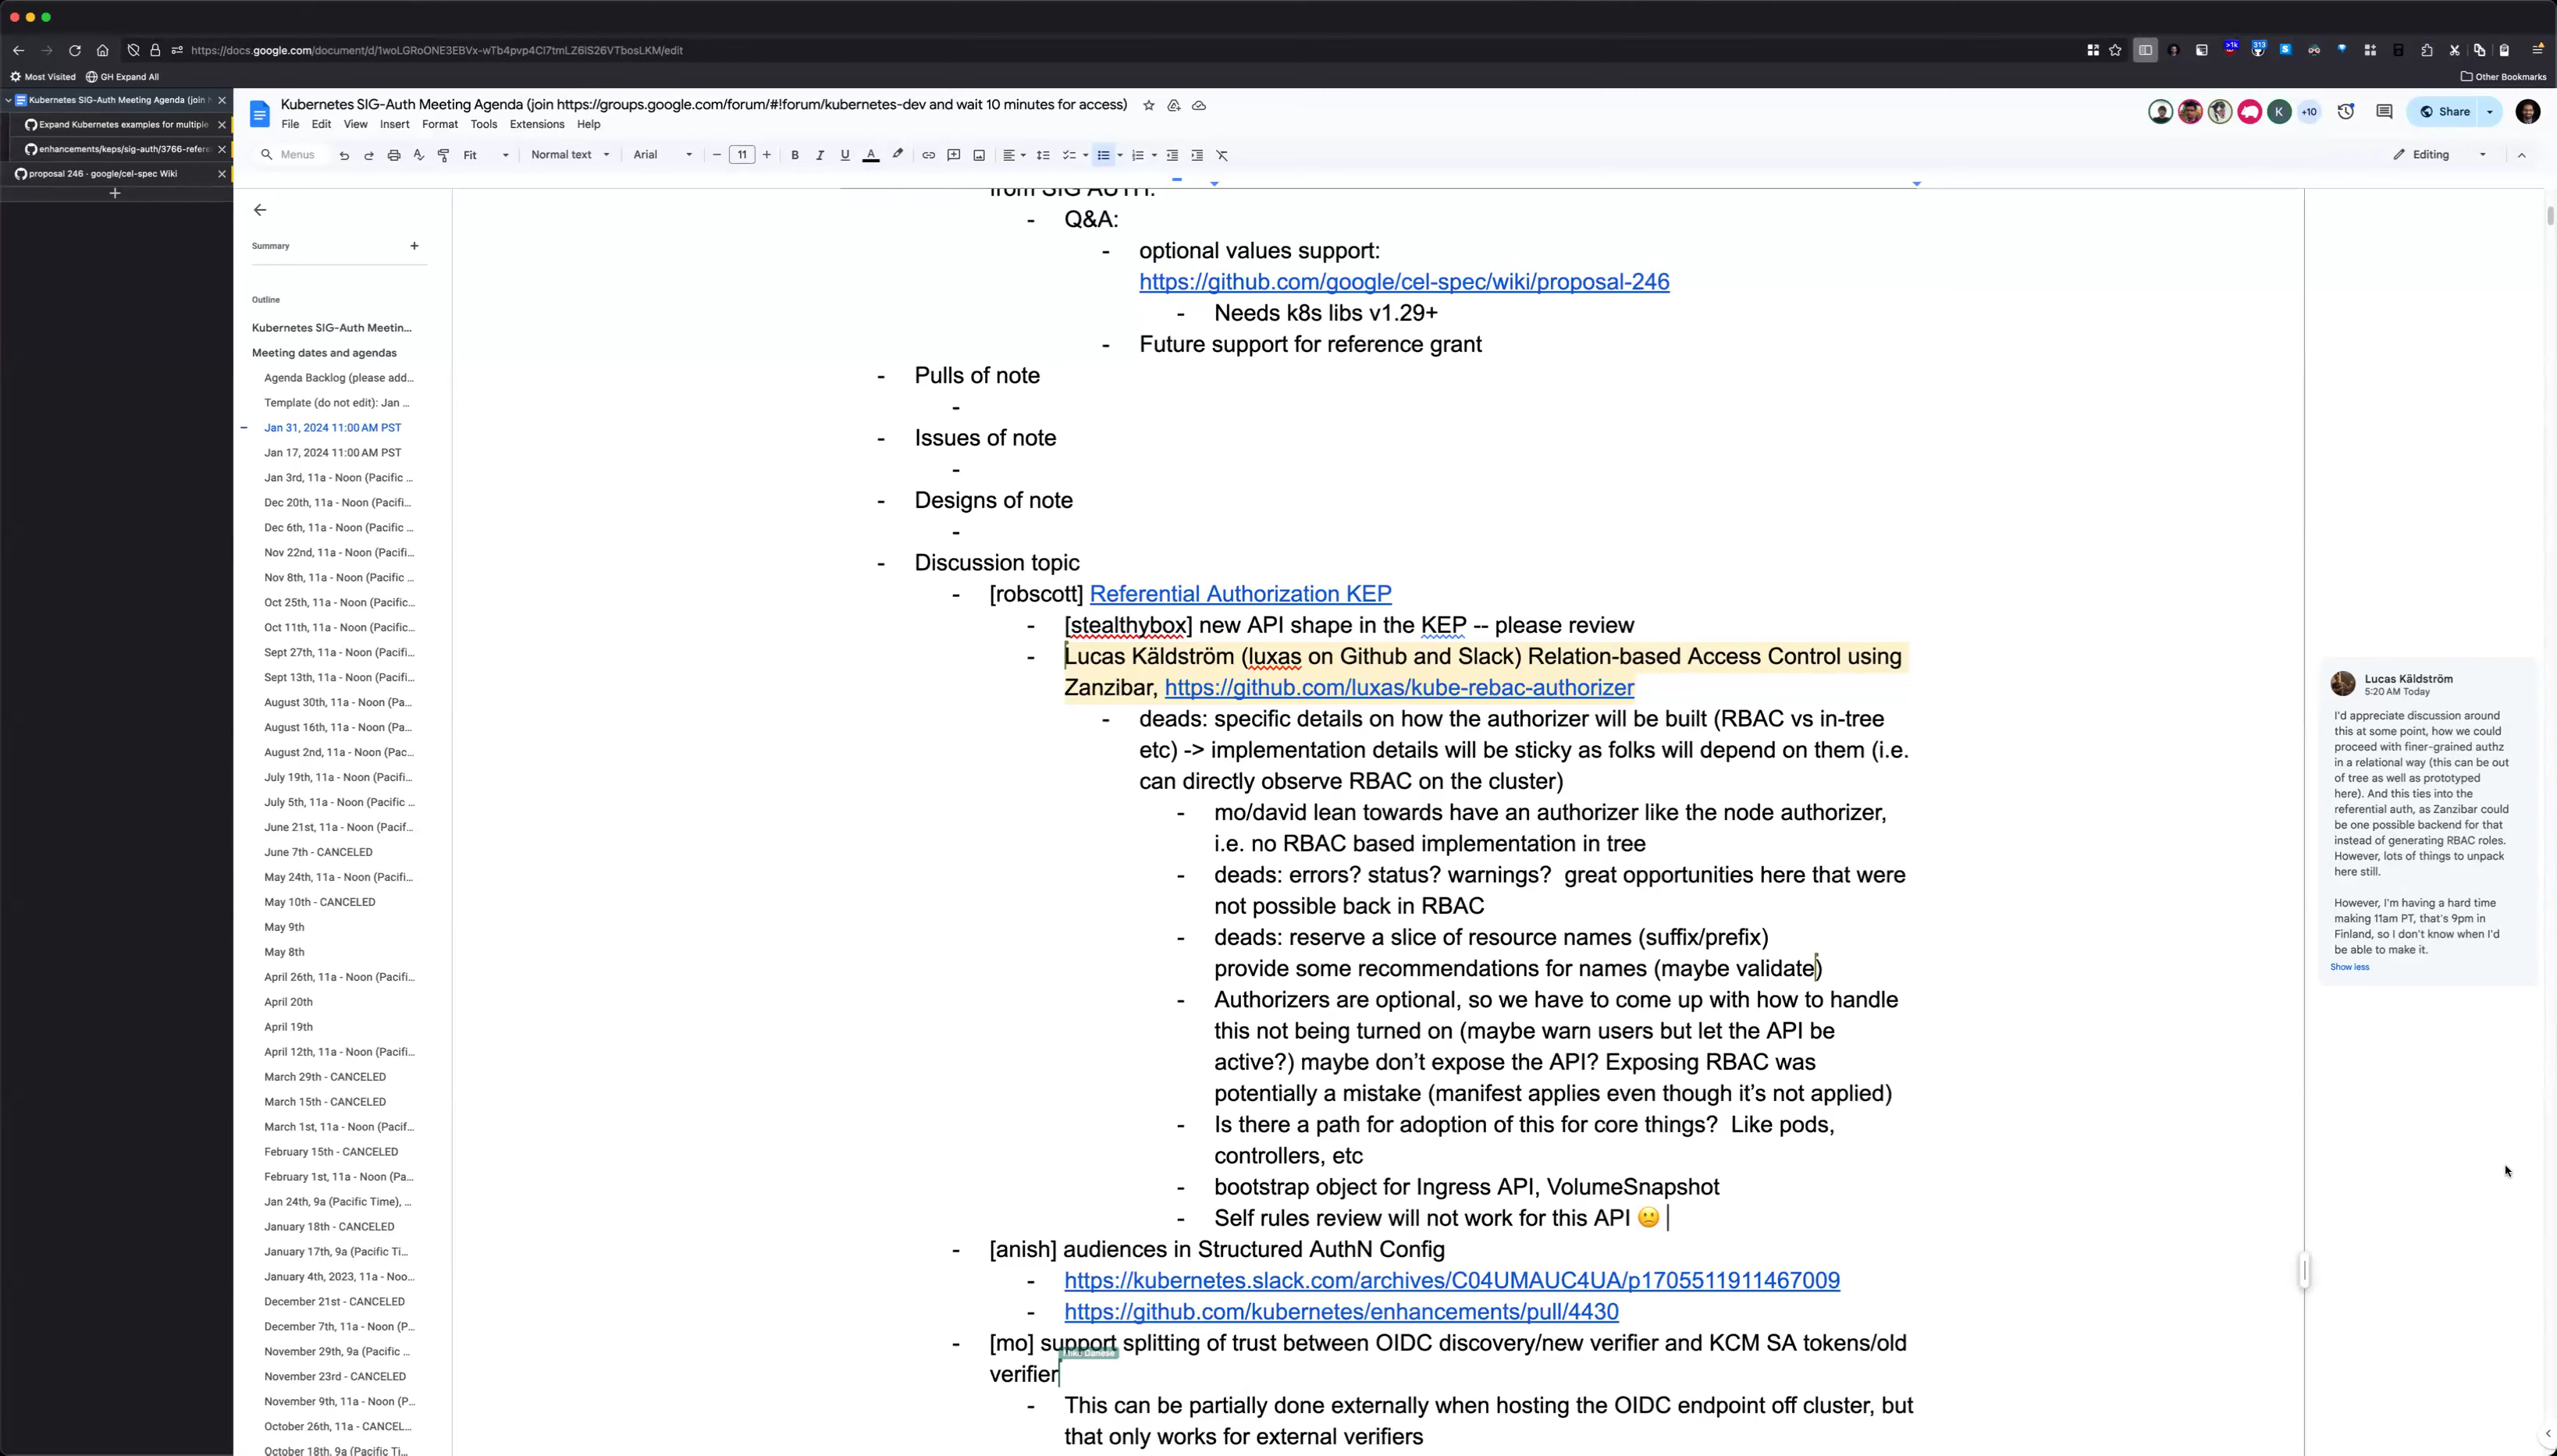 https://docs.google.com/document/d/1woLGRoONE3EBVx-wTb4pvp4Cl7tmLZ6lS26VTbosLKM/edit
>1k
313
Most Visited
GH Expand All
Other Bookmarks
Kubernetes SIG-Auth Meeting Agenda (join h
Expand Kubernetes examples for multiple
enhancements/keps/sig-auth/3766-refere
proposal 246 · google/cel-spec Wiki
Kubernetes SIG-Auth Meeting Agenda (join https://groups.google.com/forum/#!forum/kubernetes-dev and wait 10 minutes for access)
File Edit View Insert Format Tools Extensions Help
K
+10
Share
Menus
Fit
Normal text
Arial
11
B I U A
Editing
Summary
Outline
Kubernetes SIG-Auth Meetin...
Meeting dates and agendas
Agenda Backlog (please add...
Template (do not edit): Jan ...
Jan 31, 2024 11:00 AM PST
Jan 17, 2024 11:00 AM PST
Jan 3rd, 11a - Noon (Pacific ...
Dec 20th, 11a - Noon (Pacifi...
Dec 6th, 11a - Noon (Pacific ...
Nov 22nd, 11a - Noon (Pacifi...
Nov 8th, 11a - Noon (Pacific ...
Oct 25th, 11a - Noon (Pacific...
Oct 11th, 11a - Noon (Pacific...
Sept 27th, 11a - Noon (Pacif...
Sept 13th, 11a - Noon (Pacif...
August 30th, 11a - Noon (Pa...
August 16th, 11a - Noon (Pa...
August 2nd, 11a - Noon (Pac...
July 19th, 11a - Noon (Pacifi...
July 5th, 11a - Noon (Pacific ...
June 21st, 11a - Noon (Pacif...
June 7th - CANCELED
May 24th, 11a - Noon (Pacifi...
May 10th - CANCELED
May 9th
May 8th
April 26th, 11a - Noon (Pacifi...
April 20th
April 19th
April 12th, 11a - Noon (Pacifi...
March 29th - CANCELED
March 15th - CANCELED
March 1st, 11a - Noon (Pacif...
February 15th - CANCELED
February 1st, 11a - Noon (Pa...
Jan 24th, 9a (Pacific Time), ...
January 18th - CANCELED
January 17th, 9a (Pacific Ti...
January 4th, 2023, 11a - Noo...
December 21st - CANCELED
December 7th, 11a - Noon (P...
November 29th, 9a (Pacific ...
November 23rd - CANCELED
November 9th, 11a - Noon (P...
October 26th, 11a - CANCEL...
October 18th, 9a (Pacific Ti...
from SIG AUTH:
- Q&A:
- optional values support:
https://github.com/google/cel-spec/wiki/proposal-246
- Needs k8s libs v1.29+
- Future support for reference grant
- Pulls of note
-
- Issues of note
-
- Designs of note
-
- Discussion topic
- [robscott] Referential Authorization KEP
- [stealthybox] new API shape in the KEP -- please review
- Lucas Käldström (luxas on Github and Slack) Relation-based Access Control using
Zanzibar, https://github.com/luxas/kube-rebac-authorizer
- deads: specific details on how the authorizer will be built (RBAC vs in-tree
etc) -> implementation details will be sticky as folks will depend on them (i.e.
can directly observe RBAC on the cluster)
- mo/david lean towards have an authorizer like the node authorizer,
i.e. no RBAC based implementation in tree
- deads: errors? status? warnings?  great opportunities here that were
not possible back in RBAC
- deads: reserve a slice of resource names (suffix/prefix)
provide some recommendations for names (maybe validate)
- Authorizers are optional, so we have to come up with how to handle
this not being turned on (maybe warn users but let the API be
active?) maybe don’t expose the API? Exposing RBAC was
potentially a mistake (manifest applies even though it’s not applied)
- Is there a path for adoption of this for core things?  Like pods,
controllers, etc
- bootstrap object for Ingress API, VolumeSnapshot
- Self rules review will not work for this API 🙁
- [anish] audiences in Structured AuthN Config
- https://kubernetes.slack.com/archives/C04UMAUC4UA/p1705511911467009
- https://github.com/kubernetes/enhancements/pull/4430
- [mo] support splitting of trust between OIDC discovery/new verifier and KCM SA tokens/old
verifier
- This can be partially done externally when hosting the OIDC endpoint off cluster, but
that only works for external verifiers
Lucas Käldström
5:20 AM Today
I'd appreciate discussion around
this at some point, how we could
proceed with finer-grained authz
in a relational way (this can be out
of tree as well as prototyped
here). And this ties into the
referential auth, as Zanzibar could
be one possible backend for that
instead of generating RBAC roles.
However, lots of things to unpack
here still.
However, I'm having a hard time
making 11am PT, that's 9pm in
Finland, so I don't know when I'd
be able to make it.
Show less